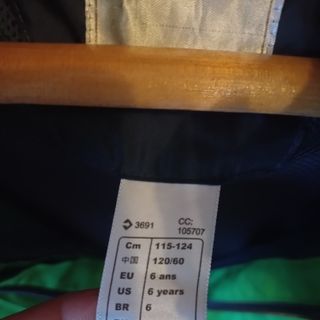 3691 CC:
105707
Cm 115-124
中国 120/60
EU 6 ans
US 6 years
BR 6